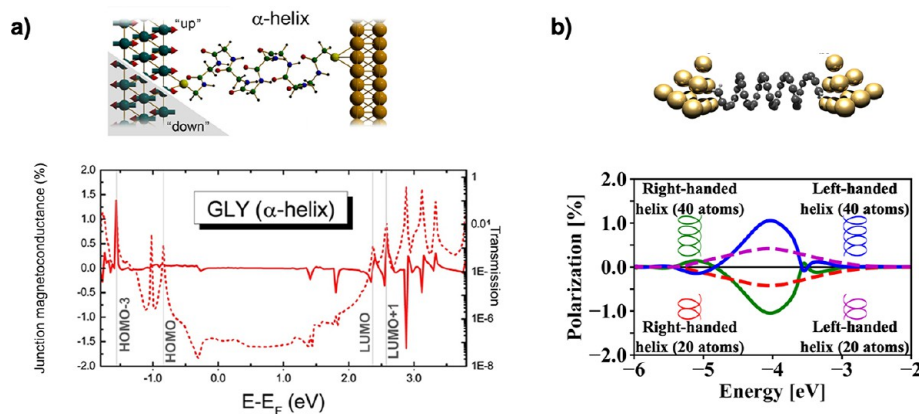 a)
"up"
α-helix
"down"
Junction magnetoconductance (%)
2.0
1.5
1.0
0.5
0.0
-0.5
-1.0
-1.5
-2.0
GLY (α-helix)
HOMO-3
HOMO
LUMO
LUMO+1
1
0.01
1E-6
1E-8
Transmission
-1.0
0.0
1.0
2.0
3.0
E-E_F (eV)
b)
Polarization [%]
2.0
1.0
0.0
−1.0
−2.0
Right-handed
helix (40 atoms)
Left-handed
helix (40 atoms)
Right-handed
helix (20 atoms)
Left-handed
helix (20 atoms)
−6
−5
−4
−3
−2
Energy [eV]